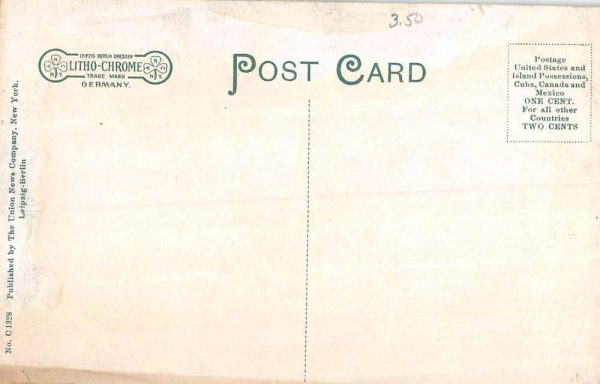 3.50
LEIPZIG BERLIN DRESDEN
LITHO-CHROME
TRADE MARK
GERMANY.
POST CARD
Postage
United States and
Island Possessions,
Cuba, Canada and
Mexico
ONE CENT.
For all other
Countries
TWO CENTS
No. C 1328 Published by The Union News Company, New York.
Leipzig-Berlin